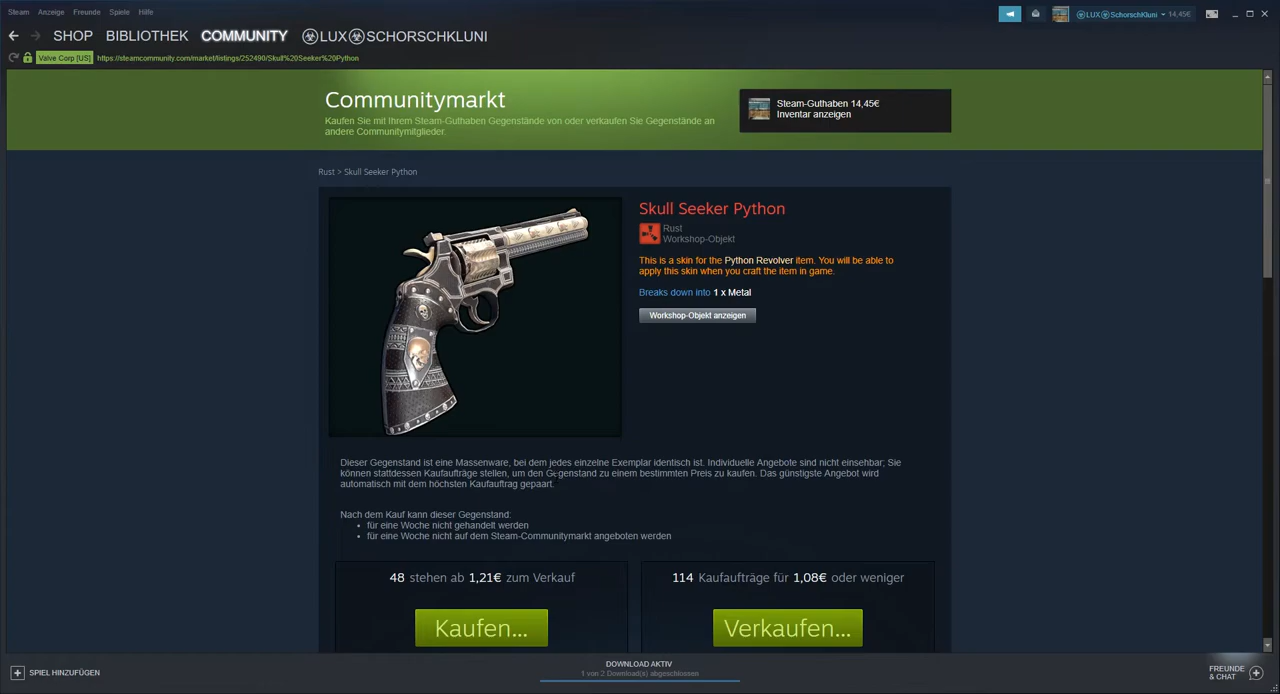 Steam Anzeige Freunde Spiele Hilfe
LUX SchorschKluni 14,45€
SHOP BIBLIOTHEK COMMUNITY LUX SCHORSCHKLUNI
Valve Corp [US] https://steamcommunity.com/market/listings/252490/Skull%20Seeker%20Python
Communitymarkt
Kaufen Sie mit Ihrem Steam-Guthaben Gegenstände von oder verkaufen Sie Gegenstände an
andere Communitymitglieder.
Steam-Guthaben 14,45€
Inventar anzeigen
Rust > Skull Seeker Python
Skull Seeker Python
Rust
Workshop-Objekt
This is a skin for the Python Revolver item. You will be able to
apply this skin when you craft the item in game.
Breaks down into 1 x Metal
Workshop-Objekt anzeigen
Dieser Gegenstand ist eine Massenware, bei dem jedes einzelne Exemplar identisch ist. Individuelle Angebote sind nicht einsehbar; Sie
können stattdessen Kaufaufträge stellen, um den Gegenstand zu einem bestimmten Preis zu kaufen. Das günstigste Angebot wird
automatisch mit dem höchsten Kaufauftrag gepaart.
Nach dem Kauf kann dieser Gegenstand:
• für eine Woche nicht gehandelt werden
• für eine Woche nicht auf dem Steam-Communitymarkt angeboten werden
48 stehen ab 1,21€ zum Verkauf
Kaufen...
114 Kaufaufträge für 1,08€ oder weniger
Verkaufen...
SPIEL HINZUFÜGEN
DOWNLOAD AKTIV
1 von 2 Download(s) abgeschlossen
FREUNDE
& CHAT